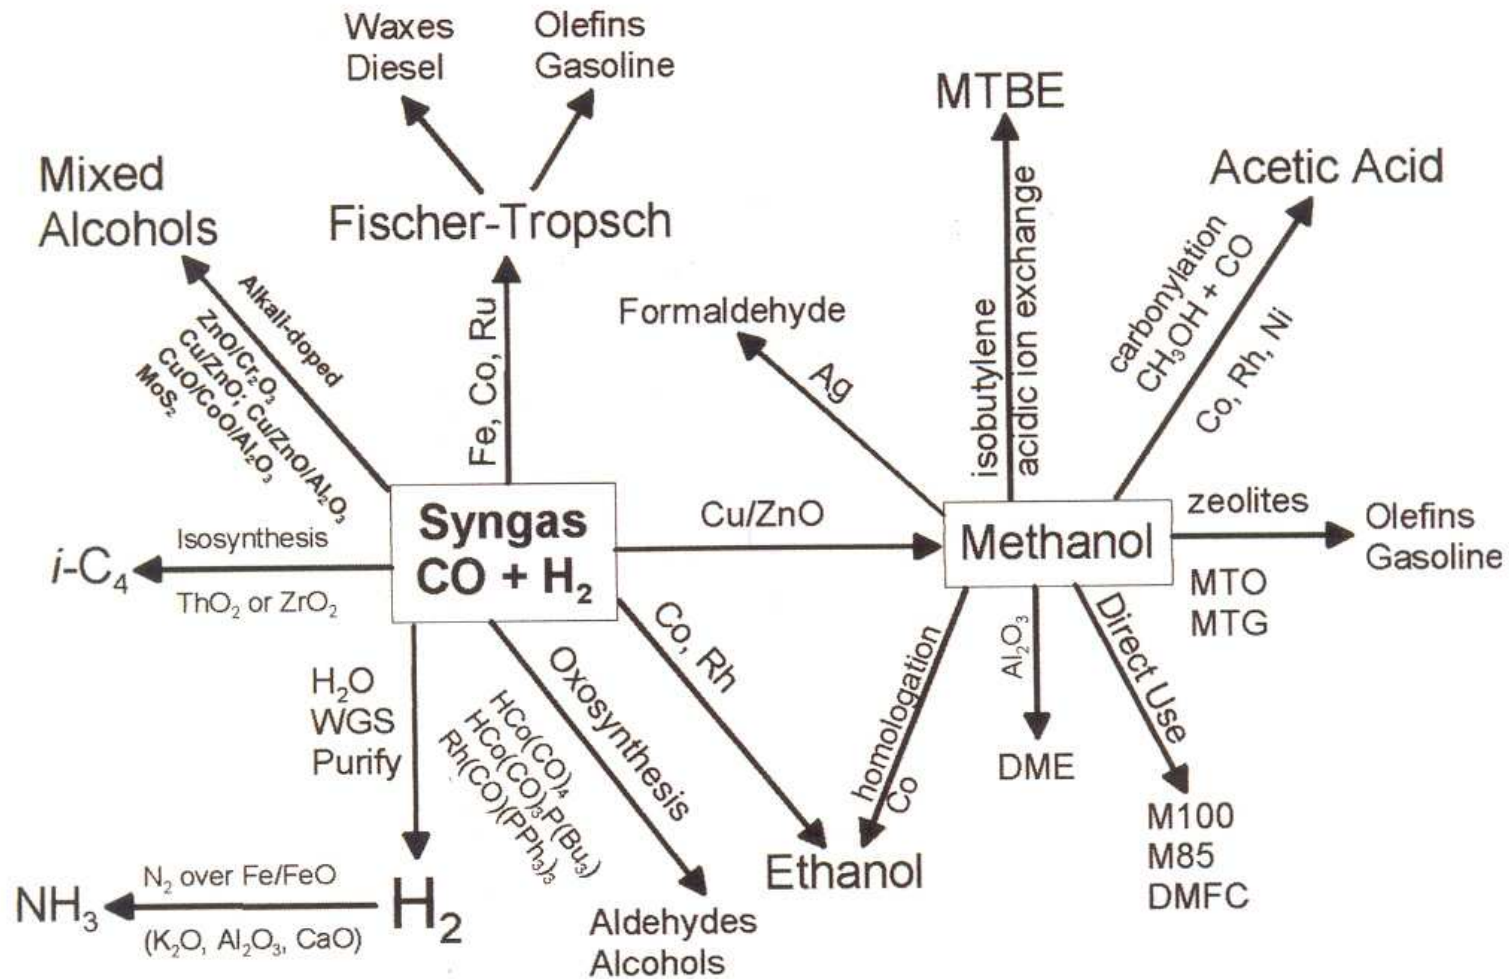 Waxes
Diesel
Olefins
Gasoline
MTBE
Mixed
Alcohols
Fischer-Tropsch
Acetic Acid
Alkali-doped
ZnO/Cr₂O₃
Cu/ZnO; Cu/ZnO/Al₂O₃
CuO/CoO/Al₂O₃
MoS₂
Fe, Co, Ru
Formaldehyde
Ag
isobutylene
acidic ion exchange
carbonylation
CH₃OH + CO
Co, Rh, Ni
Syngas
CO + H₂
Cu/ZnO
Methanol
zeolites
MTO
MTG
Olefins
Gasoline
i-C₄
Isosynthesis
ThO₂ or ZrO₂
H₂O
WGS
Purify
Oxosynthesis
HCo(CO)₄
HCo(CO)₃P(Bu₃)
Rh(CO)(PPh₃)₃
Co, Rh
homologation
Co
Al₂O₃
Direct Use
DME
M100
M85
DMFC
Ethanol
Aldehydes
Alcohols
NH₃
N₂ over Fe/FeO
(K₂O, Al₂O₃, CaO)
H₂